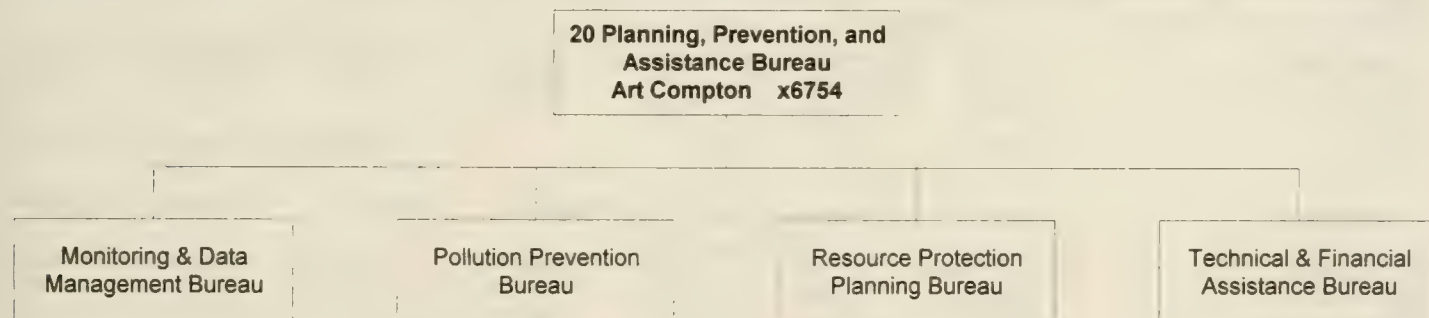 20 Planning, Prevention, and
Assistance Bureau
Art Compton x6754
Monitoring & Data
Management Bureau
Pollution Prevention
Bureau
Resource Protection
Planning Bureau
Technical & Financial
Assistance Bureau